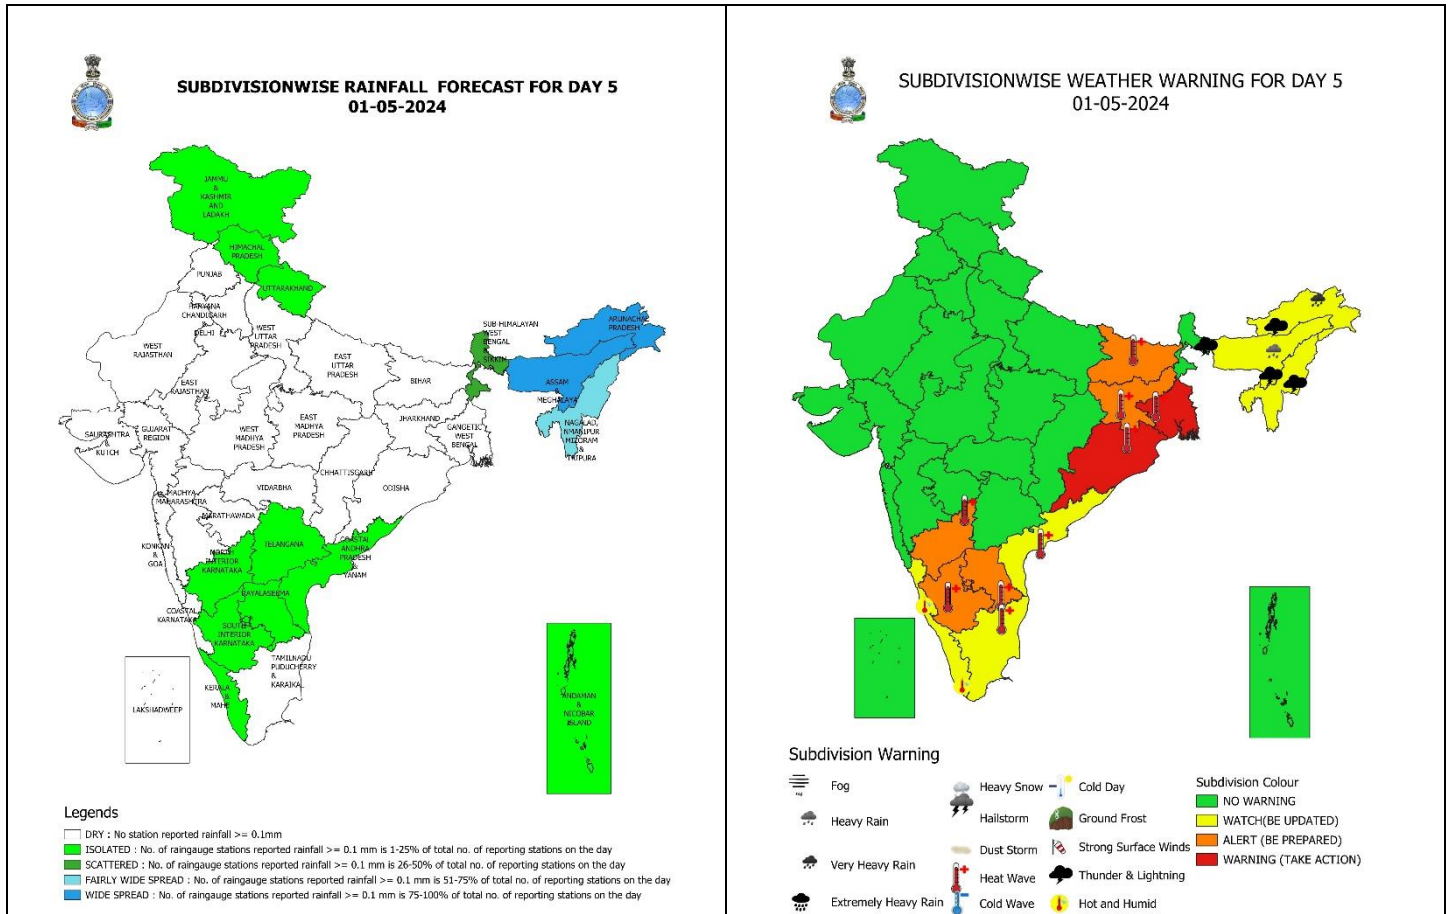 SUBDIVISIONWISE RAINFALL FORECAST FOR DAY 5
01-05-2024
JAMMU
&
KASHMIR
AND
LADAKH
HIMACHAL
PRADESH
PUNJAB
UTTARAKHAND
HARYANA
CHANDIGARH
&
DELHI
WEST
UTTAR
PRADESH
WEST
RAJASTHAN
EAST
UTTAR
PRADESH
SUB-HIMALAYAN
WEST
BENGAL
&
SIKKIM
ARUNACHAL
PRADESH
EAST
RAJASTHAN
BIHAR
ASSAM
&
MEGHALAYA
SAURASHTRA
&
KUTCH
GUJARAT
REGION
WEST
MADHYA
PRADESH
EAST
MADHYA
PRADESH
JHARKHAND
GANGETIC
WEST
BENGAL
NAGALAD,
NMANIPUR
MIZORAM
&
TRIPURA
CHHATTISGARH
ODISHA
VIDARBHA
MADHYA
MAHARASHTRA
MARATHAWADA
KONKAN
&
GOA
NORTH
INTERIOR
KARNATAKA
TELANGANA
COASTAL
ANDHRA
PRADESH
&
YANAM
RAYALASEEMA
COASTAL
KARNATAKA
SOUTH
INTERIOR
KARNATAKA
TAMILNADU
PUDUCHERRY
&
KARAIKAL
KERALA
&
MAHE
LAKSHADWEEP
ANDAMAN
&
NICOBAR
ISLAND
Legends
DRY : No station reported rainfall >= 0.1mm
ISOLATED : No. of raingauge stations reported rainfall >= 0.1 mm is 1-25% of total no. of reporting stations on the day
SCATTERED : No. of raingauge stations reported rainfall >= 0.1 mm is 26-50% of total no. of reporting stations on the day
FAIRLY WIDE SPREAD : No. of raingauge stations reported rainfall >= 0.1 mm is 51-75% of total no. of reporting stations on the day
WIDE SPREAD : No. of raingauge stations reported rainfall >= 0.1 mm is 75-100% of total no. of reporting stations on the day
SUBDIVISIONWISE WEATHER WARNING FOR DAY 5
01-05-2024
Subdivision Warning
Fog
Heavy Rain
Very Heavy Rain
Extremely Heavy Rain
Heavy Snow
Hailstorm
Dust Storm
Heat Wave
Cold Wave
Cold Day
Ground Frost
Strong Surface Winds
Thunder & Lightning
Hot and Humid
Subdivision Colour
NO WARNING
WATCH(BE UPDATED)
ALERT (BE PREPARED)
WARNING (TAKE ACTION)